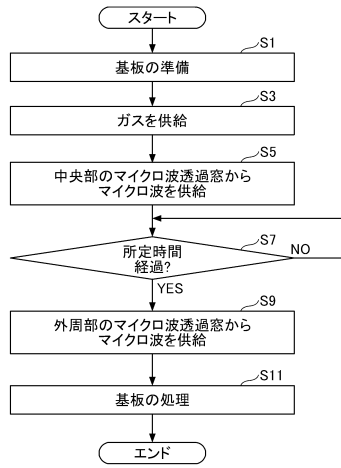 スタート
S1
基板の準備
S3
ガスを供給
S5
中央部のマイクロ波透過窓から
マイクロ波を供給
S7
所定時間
経過?
NO
YES
S9
外周部のマイクロ波透過窓から
マイクロ波を供給
S11
基板の処理
エンド